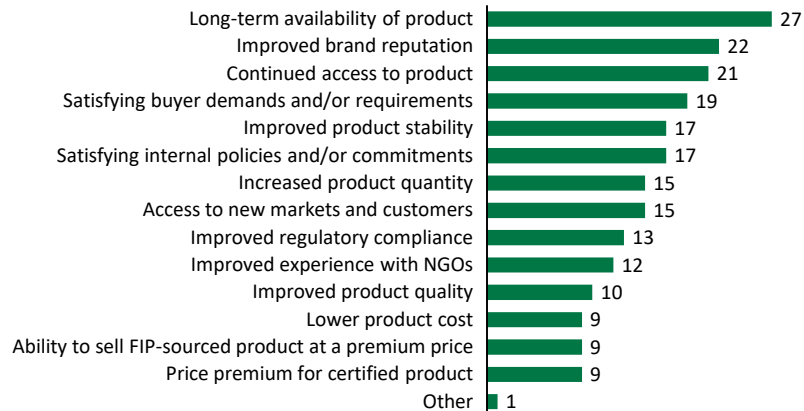 Long-term availability of product 27
Improved brand reputation 22
Continued access to product 21
Satisfying buyer demands and/or requirements 19
Improved product stability 17
Satisfying internal policies and/or commitments 17
Increased product quantity 15
Access to new markets and customers 15
Improved regulatory compliance 13
Improved experience with NGOs 12
Improved product quality 10
Lower product cost 9
Ability to sell FIP-sourced product at a premium price 9
Price premium for certified product 9
Other 1